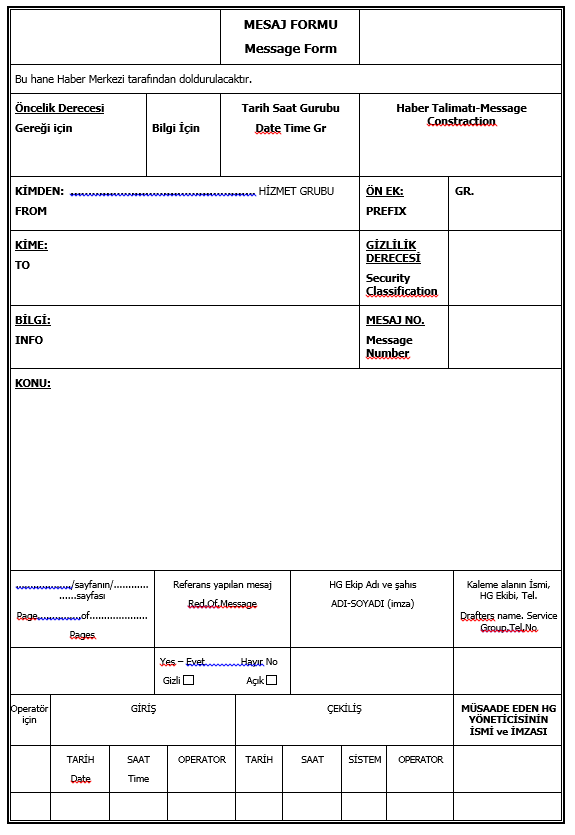 MESAJ FORMU
Message Form
Bu hane Haber Merkezi tarafından doldurulacaktır.
Öncelik Derecesi
Gereği için
Bilgi İçin
Tarih Saat Gurubu
Date Time Gr
Haber Talimatı-Message
Constraction
KİMDEN: ........................................................ HİZMET GRUBU
FROM
ÖN EK:
PREFIX
GR.
KİME:
TO
GİZLİLİK
DERECESİ
Security
Classification
BİLGİ:
INFO
MESAJ NO.
Message
Number
KONU:
................./sayfanın/............
......sayfası
Page..............of....................
Pages
Referans yapılan mesaj
Red.Of.Message
HG Ekip Adı ve şahıs
ADI-SOYADI (imza)
Kaleme alanın İsmi,
HG Ekibi, Tel.
Drafters name. Service
Group.Tel.No
Yes – Evet Hayır No
Gizli ☐ Açık ☐
Operatör
için
GİRİŞ
ÇEKİLİŞ
MÜSAADE EDEN HG
YÖNETİCİSİNİN
İSMİ ve İMZASI
TARİH
Date
SAAT
Time
OPERATOR
TARİH
SAAT
SİSTEM
OPERATOR